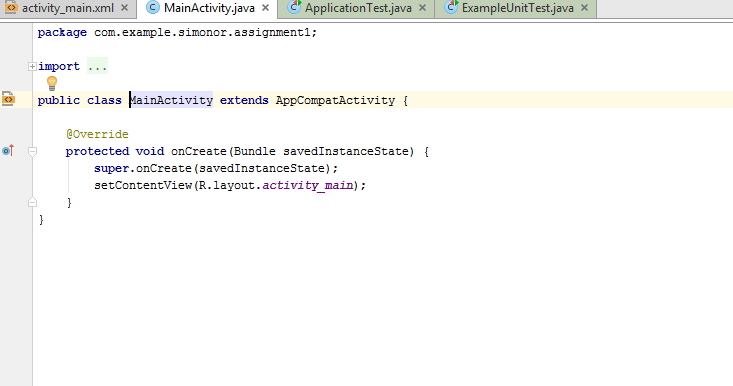 activity_main.xml MainActivity.java ApplicationTest.java ExampleUnitTest.java
package com.example.simonor.assignment1;
import ...
public class MainActivity extends AppCompatActivity {
@Override
protected void onCreate(Bundle savedInstanceState) {
super.onCreate(savedInstanceState);
setContentView(R.layout.activity_main);
}
}